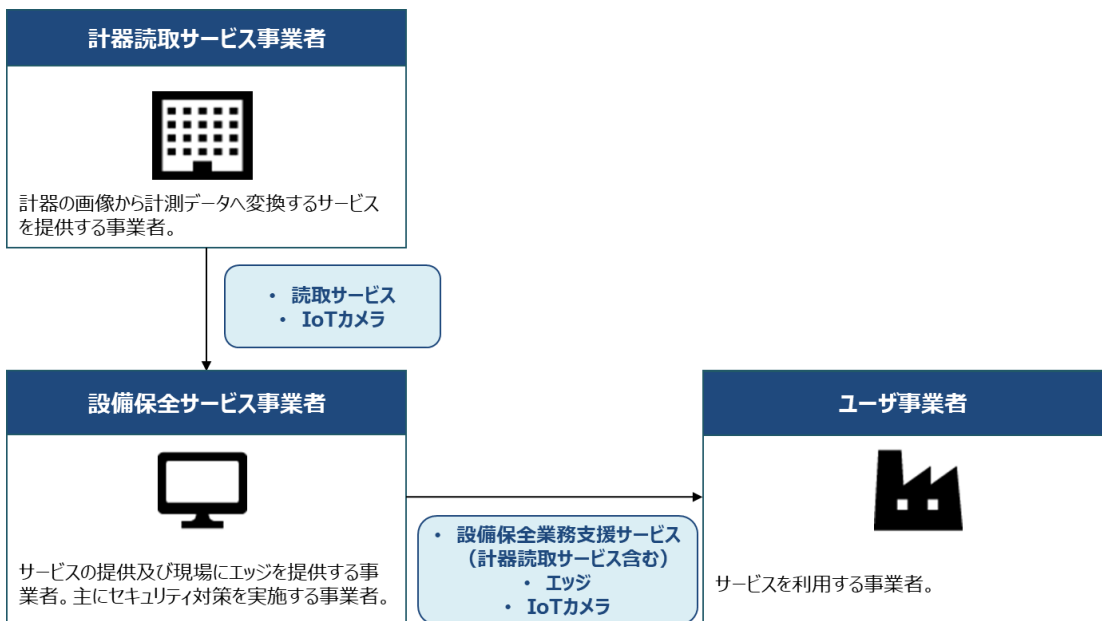 計器読取サービス事業者
計器の画像から計測データへ変換するサービス
を提供する事業者。
・ 読取サービス
・ IoTカメラ
設備保全サービス事業者
サービスの提供及び現場にエッジを提供する事
業者。主にセキュリティ対策を実施する事業者。
・ 設備保全業務支援サービス
（計器読取サービス含む）
・ エッジ
・ IoTカメラ
ユーザ事業者
サービスを利用する事業者。